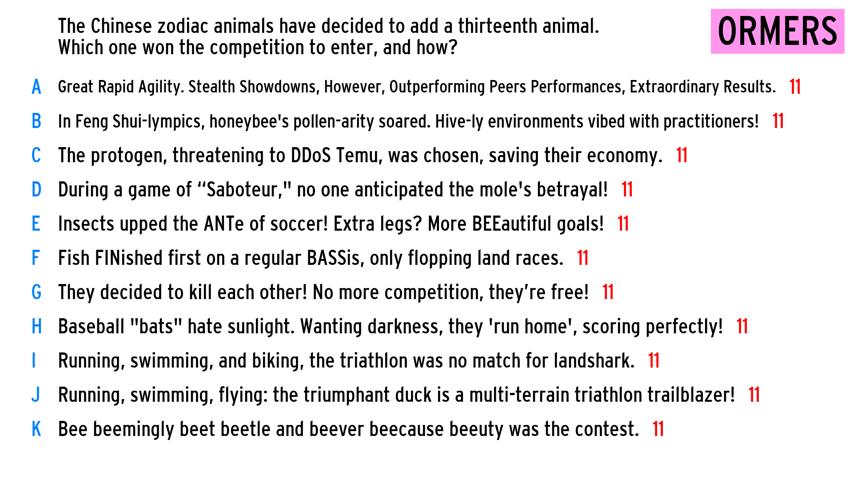 The Chinese zodiac animals have decided to add a thirteenth animal.
Which one won the competition to enter, and how?
ORMERS
A Great Rapid Agility. Stealth Showdowns, However, Outperforming Peers Performances, Extraordinary Results. 11
B In Feng Shui-lympics, honeybee's pollen-arity soared. Hive-ly environments vibed with practitioners! 11
C The protogen, threatening to DDoS Temu, was chosen, saving their economy. 11
D During a game of “Saboteur," no one anticipated the mole's betrayal! 11
E Insects upped the ANTe of soccer! Extra legs? More BEEautiful goals! 11
F Fish FINished first on a regular BASSis, only flopping land races. 11
G They decided to kill each other! No more competition, they’re free! 11
H Baseball "bats" hate sunlight. Wanting darkness, they 'run home', scoring perfectly! 11
I Running, swimming, and biking, the triathlon was no match for landshark. 11
J Running, swimming, flying: the triumphant duck is a multi-terrain triathlon trailblazer! 11
K Bee beemingly beet beetle and beever beecause beeuty was the contest. 11